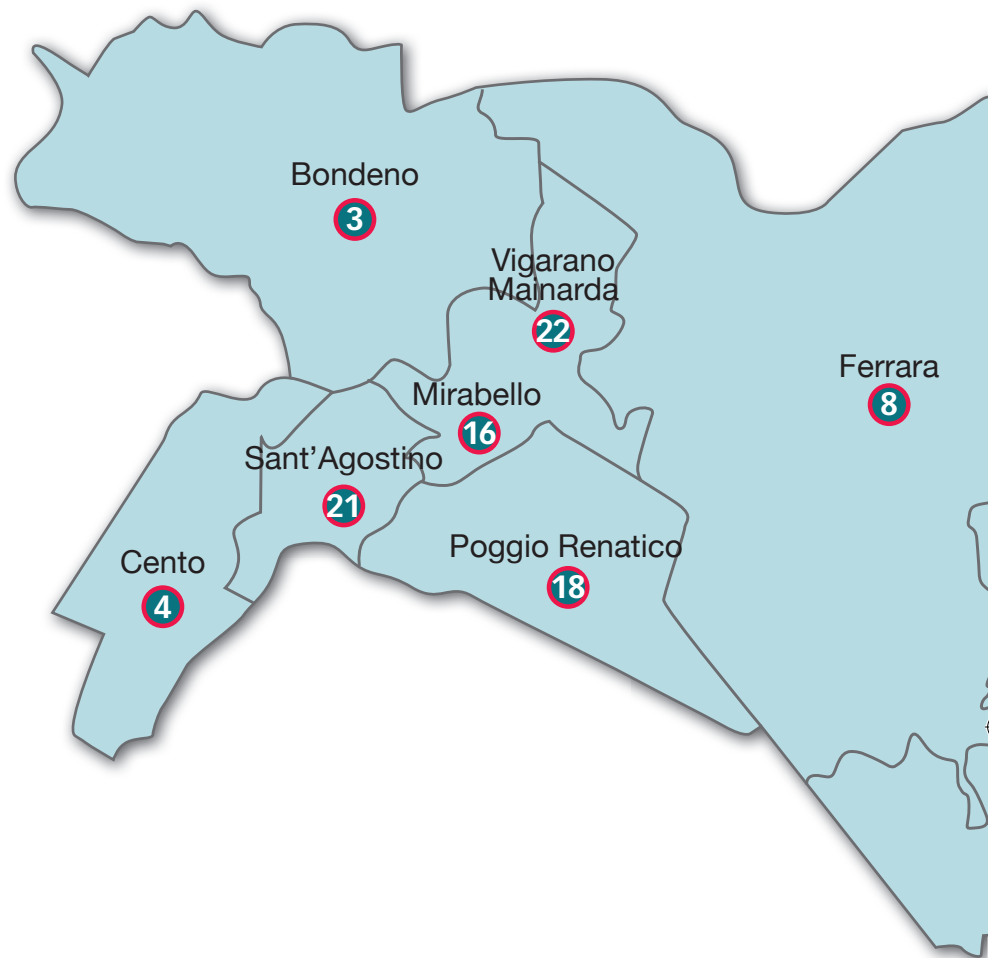 Bondeno
3
Vigarano
Mainarda
22
Ferrara
8
Mirabello
16
Sant'Agostino
21
Poggio Renatico
18
Cento
4